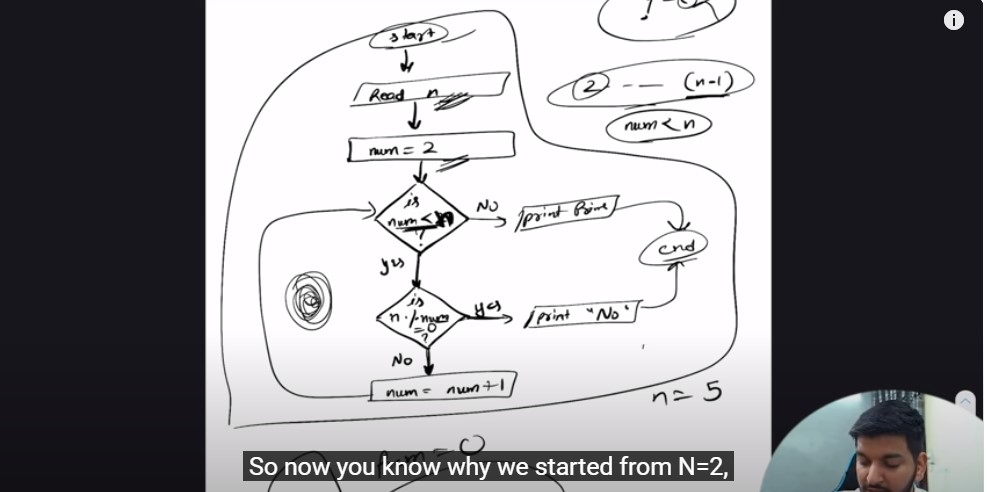 start
Read n
2 -- -- (n-1)
num < n
num = 2
is
num <
?
NO
print Prime
end
yes
is
n % num
= 0
?
yes
print "No"
No
num = num+1
n = 5
= 0
So now you know why we started from N=2,